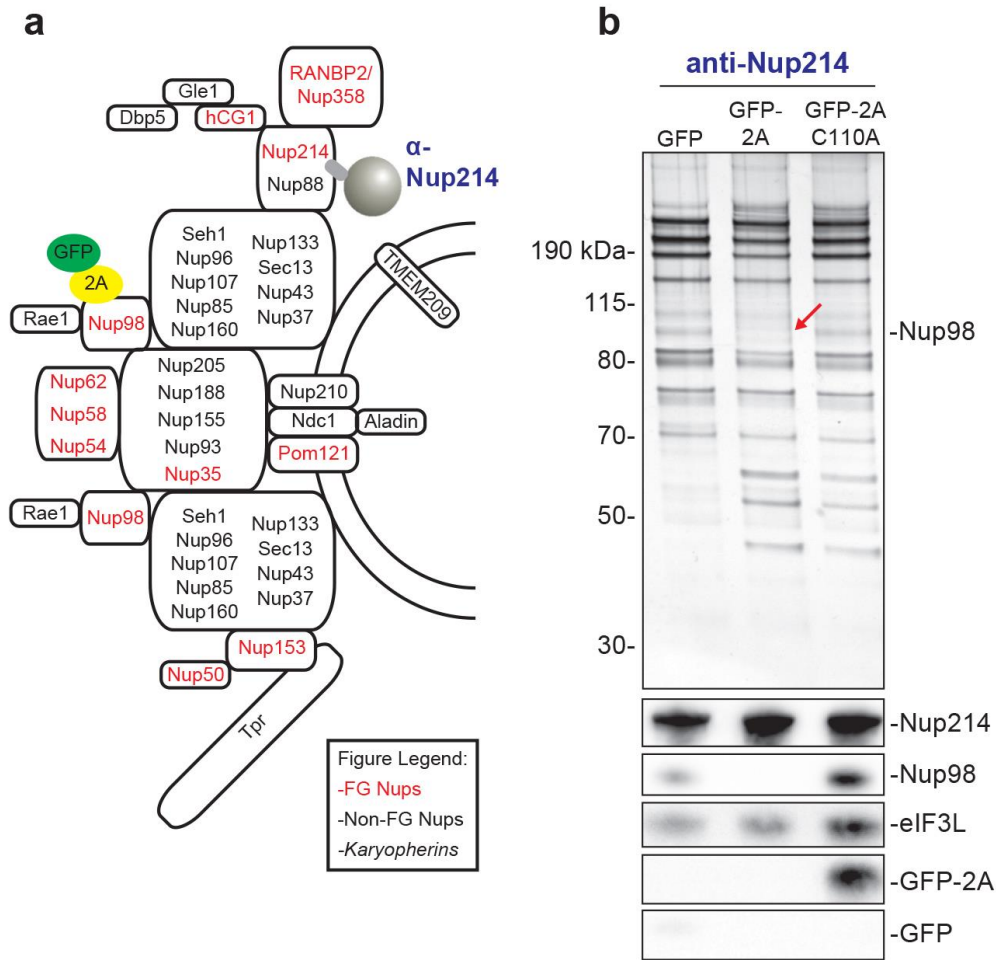 a
RANBP2/
Nup358
Gle1
Dbp5
hCG1
Nup214
Nup88
α-
Nup214
GFP
2A
Rae1
Nup98
Seh1
Nup96
Nup107
Nup85
Nup160
Nup133
Sec13
Nup43
Nup37
TMEM209
Nup62
Nup58
Nup54
Nup205
Nup188
Nup155
Nup93
Nup35
Nup210
Ndc1
Aladin
Pom121
Rae1
Nup98
Seh1
Nup96
Nup107
Nup85
Nup160
Nup133
Sec13
Nup43
Nup37
Nup153
Nup50
Tpr
Figure Legend:
-FG Nups
-Non-FG Nups
-Karyopherins
b
anti-Nup214
GFP
GFP-
2A
GFP-2A
C110A
190 kDa-
115-
80-
70-
50-
30-
-Nup98
-Nup214
-Nup98
-eIF3L
-GFP-2A
-GFP